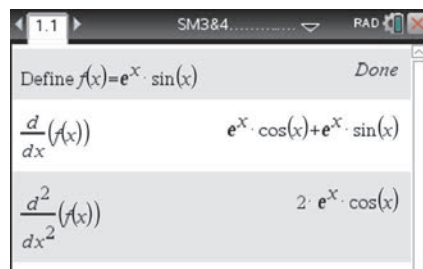 1.1 SM3&4............. RAD
Define f(x)=e^x · sin(x) Done
d/dx(f(x)) e^x · cos(x)+e^x · sin(x)
d^2/dx^2(f(x)) 2 · e^x · cos(x)